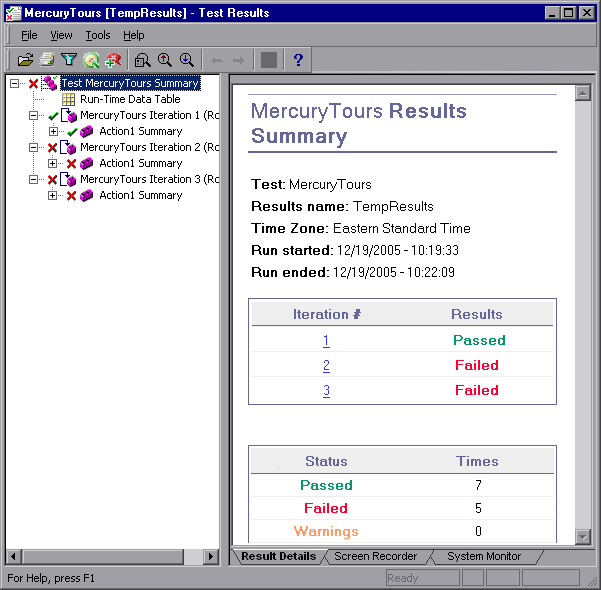 MercuryTours [TempResults] - Test Results
File View Tools Help
?
Test MercuryTours Summary
Run-Time Data Table
MercuryTours Iteration 1 (Ro
Action1 Summary
MercuryTours Iteration 2 (Ro
Action1 Summary
MercuryTours Iteration 3 (Ro
Action1 Summary
MercuryTours Results
Summary
Test: MercuryTours
Results name: TempResults
Time Zone: Eastern Standard Time
Run started: 12/19/2005 - 10:19:33
Run ended: 12/19/2005 - 10:22:09
Iteration # Results
1 Passed
2 Failed
3 Failed
Status Times
Passed 7
Failed 5
Warnings 0
Result Details Screen Recorder System Monitor
For Help, press F1 Ready